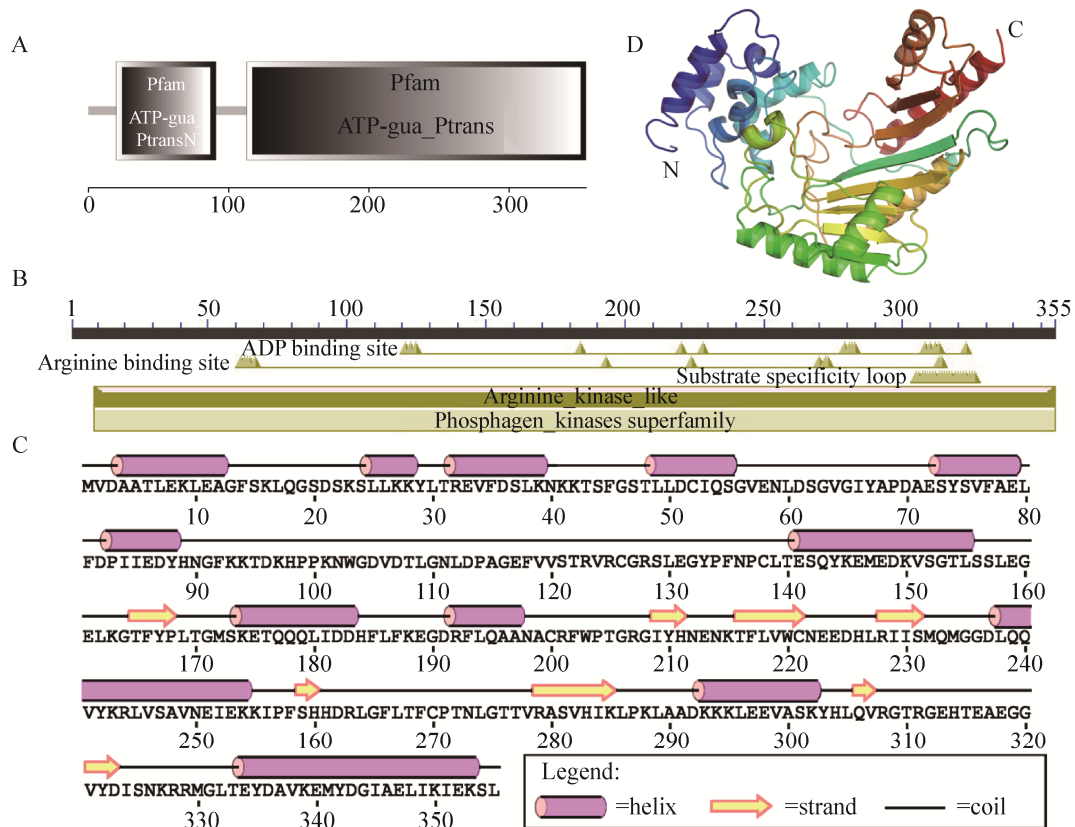 A
Pfam
ATP-gua_
PtransN
Pfam
ATP-gua_Ptrans
0 100 200 300
D
N
C
B
1 50 100 150 200 250 300 355
ADP binding site
Arginine binding site
Substrate specificity loop
Arginine_kinase_like
Phosphagen_kinases superfamily
C
MVDAATLEKLEAGFSKLQGSDSKSLLKKYLTREVFDSLKNKKTSFGSTLLDCIQSGVENLDSGVGIYAPDAESYSVFAEL
10 20 30 40 50 60 70 80
FDPIIEDYHNGFKKTDKHPPKNWGDVDTLGNLDPAGEFVVSTRVRCGRSLEGYPFNPCLTESQYKEMEDKVSGTLSSLEG
90 100 110 120 130 140 150 160
ELKGTFYPLTGMSKETQQQLIDDHFLFKEGDRFLQAANACRFWPTGRGIYHNENKTFLVWCNEEDHLRIISMQMGGDLQQ
170 180 190 200 210 220 230 240
VYKRLVSAVNEIEKKIPFSHHDRLGFLTFCPTNLGTTVRASVHIKLPKLAADKKKLEEVASKYHLQVRGTRGEHTEAEGG
250 160 270 280 290 300 310 320
VYDISNKRRMGLTEYDAVKEMYDGIAELIKIEKSL
330 340 350
Legend:
=helix =strand =coil